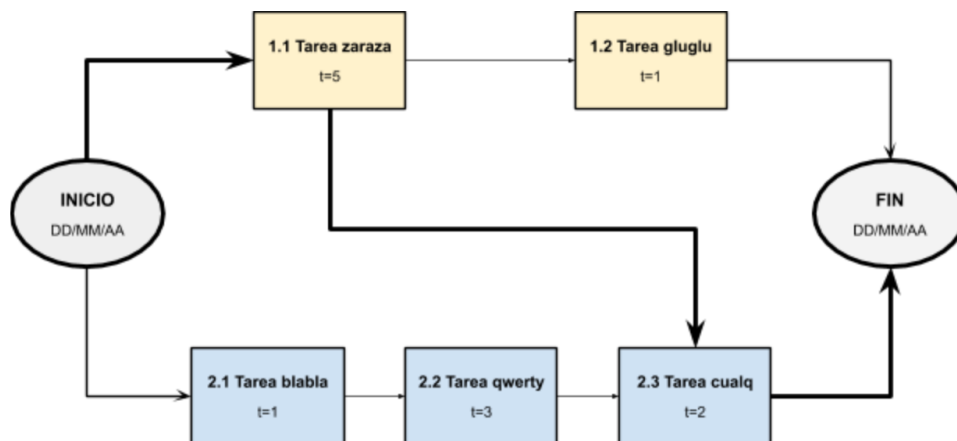 1.1 Tarea zaraza
t=5
1.2 Tarea gluglu
t=1
INICIO
DD/MM/AA
FIN
DD/MM/AA
2.1 Tarea blabla
t=1
2.2 Tarea qwerty
t=3
2.3 Tarea cualq
t=2